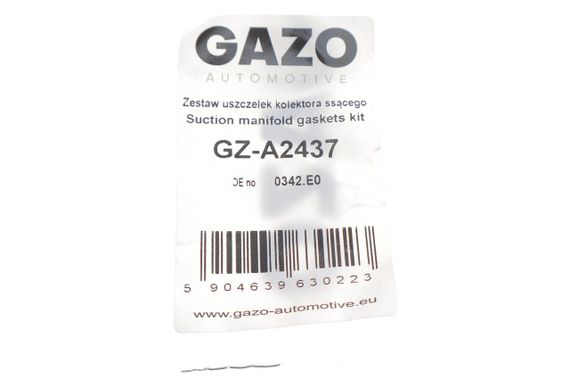 GAZO
AUTOMOTIVE
Zestaw uszczelek kolektora ssącego
Suction manifold gaskets kit
GZ-A2437
OE no. 0342.E0
5 904639 630223
www.gazo-automotive.eu